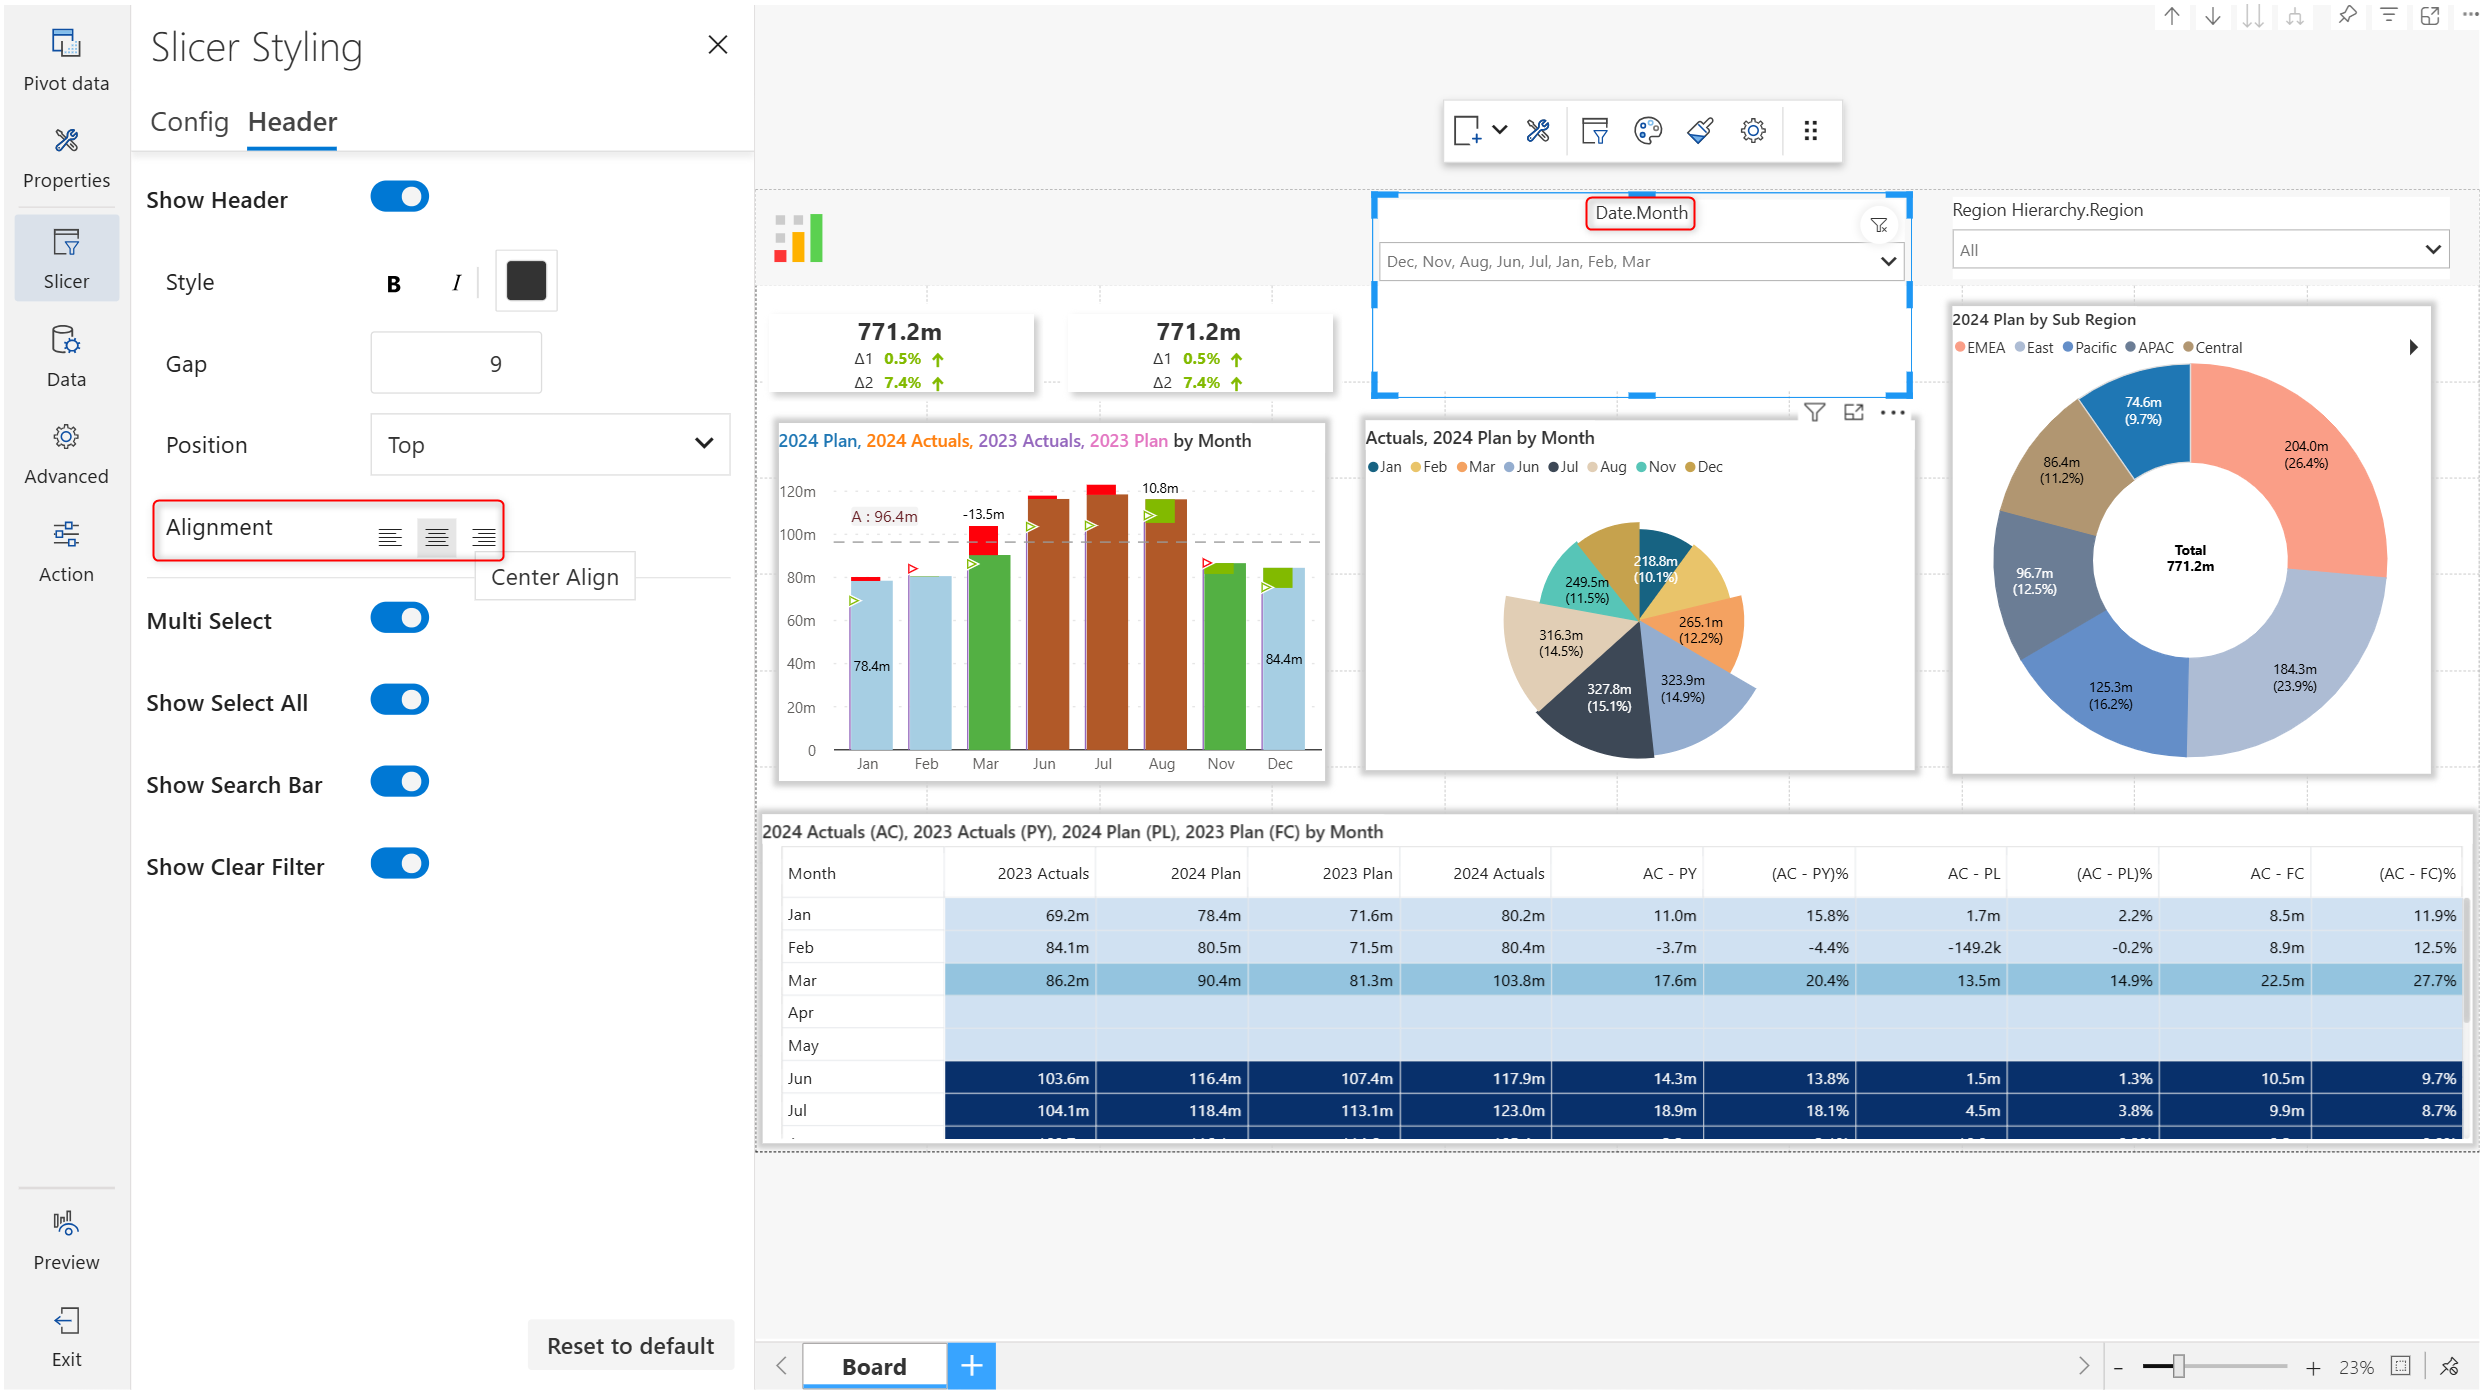 Pivot data
Properties
Slicer
Data
Advanced
Action
Preview
Exit
Slicer Styling
Config Header
Show Header
Style B I
Gap 9
Position Top
Alignment
Center Align
Multi Select
Show Select All
Show Search Bar
Show Clear Filter
Reset to default
Date.Month
Dec, Nov, Aug, Jun, Jul, Jan, Feb, Mar
Region Hierarchy.Region
All
771.2m
Δ1 0.5%
Δ2 7.4%
771.2m
Δ1 0.5%
Δ2 7.4%
2024 Plan, 2024 Actuals, 2023 Actuals, 2023 Plan by Month
120m
100m
80m
60m
40m
20m
0
A : 96.4m
-13.5m
10.8m
78.4m
84.4m
Jan Feb Mar Jun Jul Aug Nov Dec
Actuals, 2024 Plan by Month
Jan Feb Mar Jun Jul Aug Nov Dec
218.8m
(10.1%)
249.5m
(11.5%)
265.1m
(12.2%)
316.3m
(14.5%)
323.9m
(14.9%)
327.8m
(15.1%)
2024 Plan by Sub Region
EMEA East Pacific APAC Central
74.6m
(9.7%)
204.0m
(26.4%)
86.4m
(11.2%)
Total
771.2m
96.7m
(12.5%)
184.3m
(23.9%)
125.3m
(16.2%)
2024 Actuals (AC), 2023 Actuals (PY), 2024 Plan (PL), 2023 Plan (FC) by Month
Month 2023 Actuals 2024 Plan 2023 Plan 2024 Actuals AC - PY (AC - PY)% AC - PL (AC - PL)% AC - FC (AC - FC)%
Jan 69.2m 78.4m 71.6m 80.2m 11.0m 15.8% 1.7m 2.2% 8.5m 11.9%
Feb 84.1m 80.5m 71.5m 80.4m -3.7m -4.4% -149.2k -0.2% 8.9m 12.5%
Mar 86.2m 90.4m 81.3m 103.8m 17.6m 20.4% 13.5m 14.9% 22.5m 27.7%
Apr
May
Jun 103.6m 116.4m 107.4m 117.9m 14.3m 13.8% 1.5m 1.3% 10.5m 9.7%
Jul 104.1m 118.4m 113.1m 123.0m 18.9m 18.1% 4.5m 3.8% 9.9m 8.7%
Board +
- + 23%